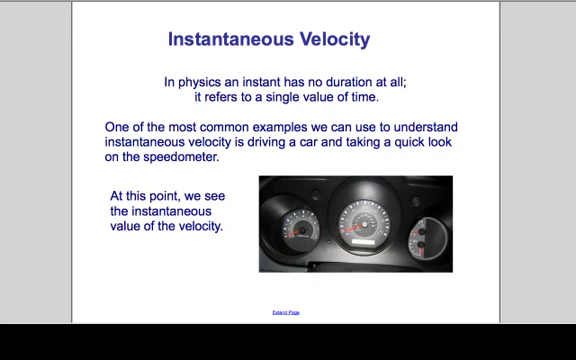 Instantaneous Velocity
In physics an instant has no duration at all;
it refers to a single value of time.
One of the most common examples we can use to understand
instantaneous velocity is driving a car and taking a quick look
on the speedometer.
At this point, we see
the instantaneous
value of the velocity.
Extend Page